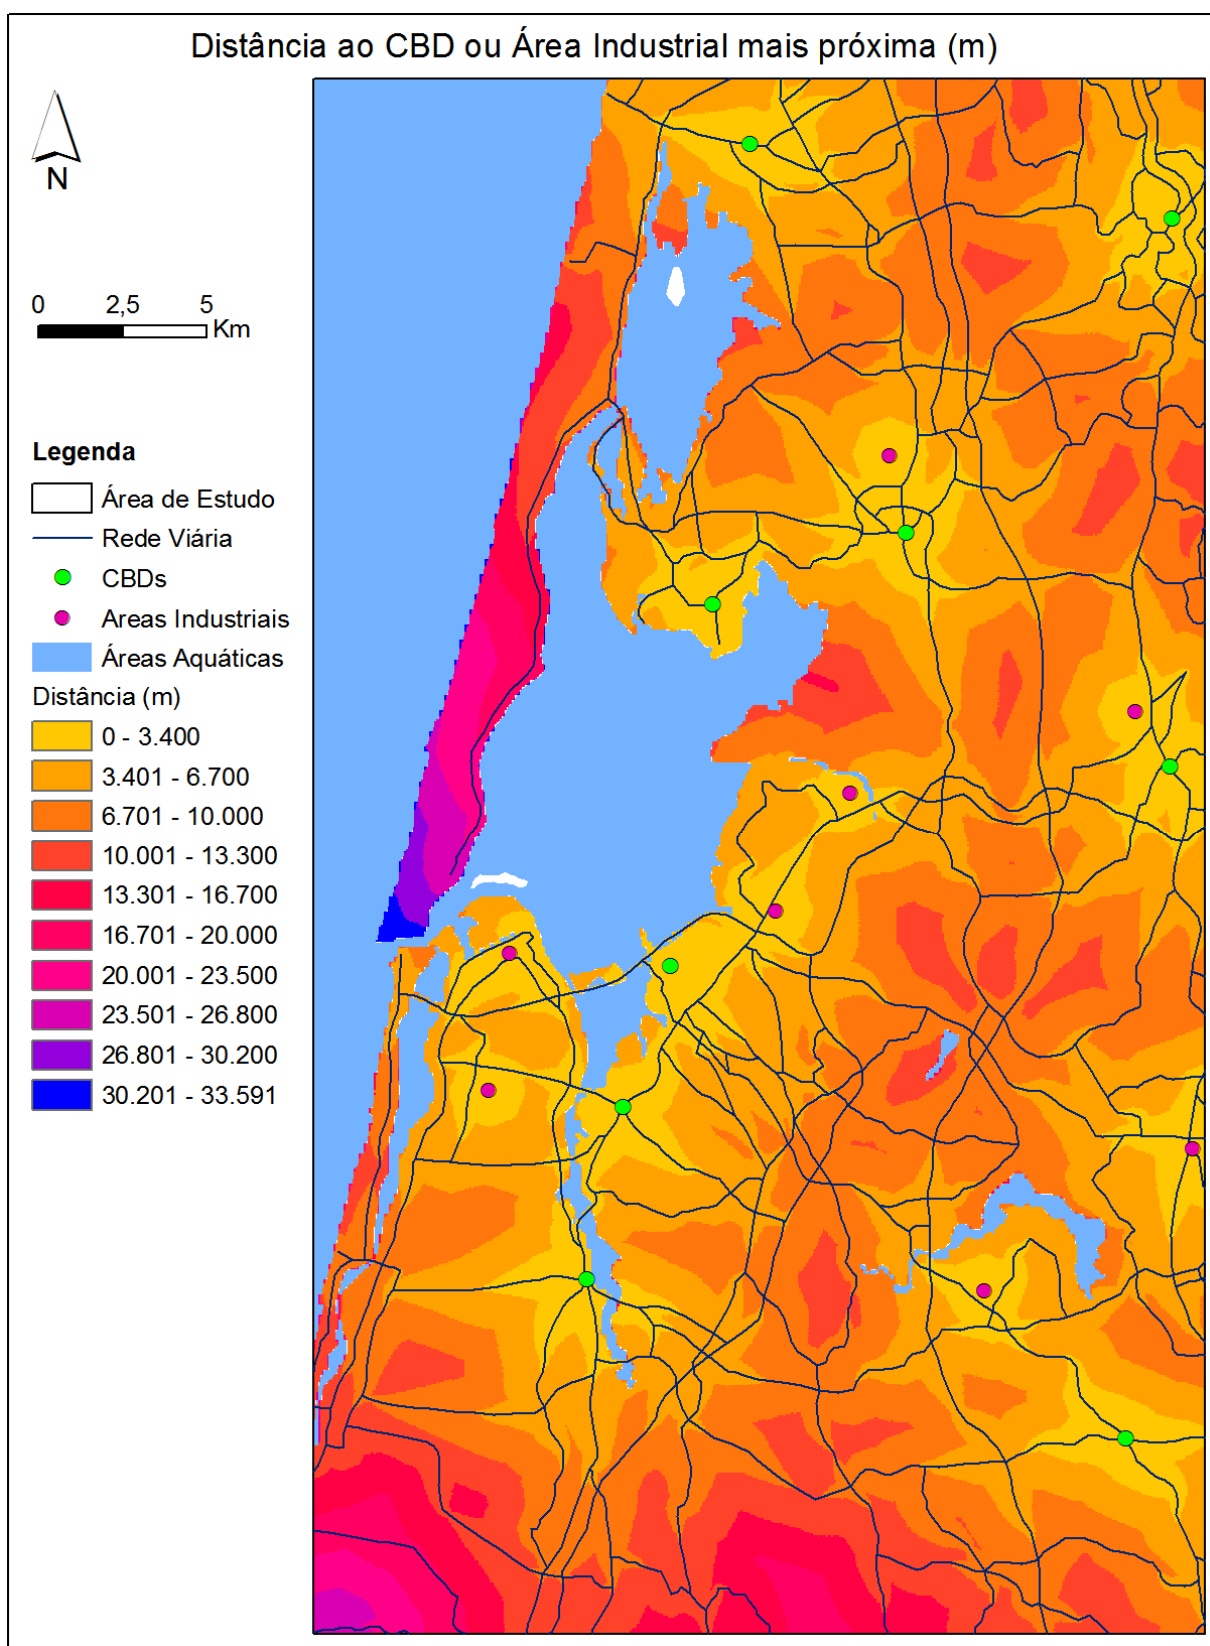 Distância ao CBD ou Área Industrial mais próxima (m)
N
0 2,5 5
Km
Legenda
Área de Estudo
Rede Viária
CBDs
Areas Industriais
Áreas Aquáticas
Distância (m)
0 - 3.400
3.401 - 6.700
6.701 - 10.000
10.001 - 13.300
13.301 - 16.700
16.701 - 20.000
20.001 - 23.500
23.501 - 26.800
26.801 - 30.200
30.201 - 33.591